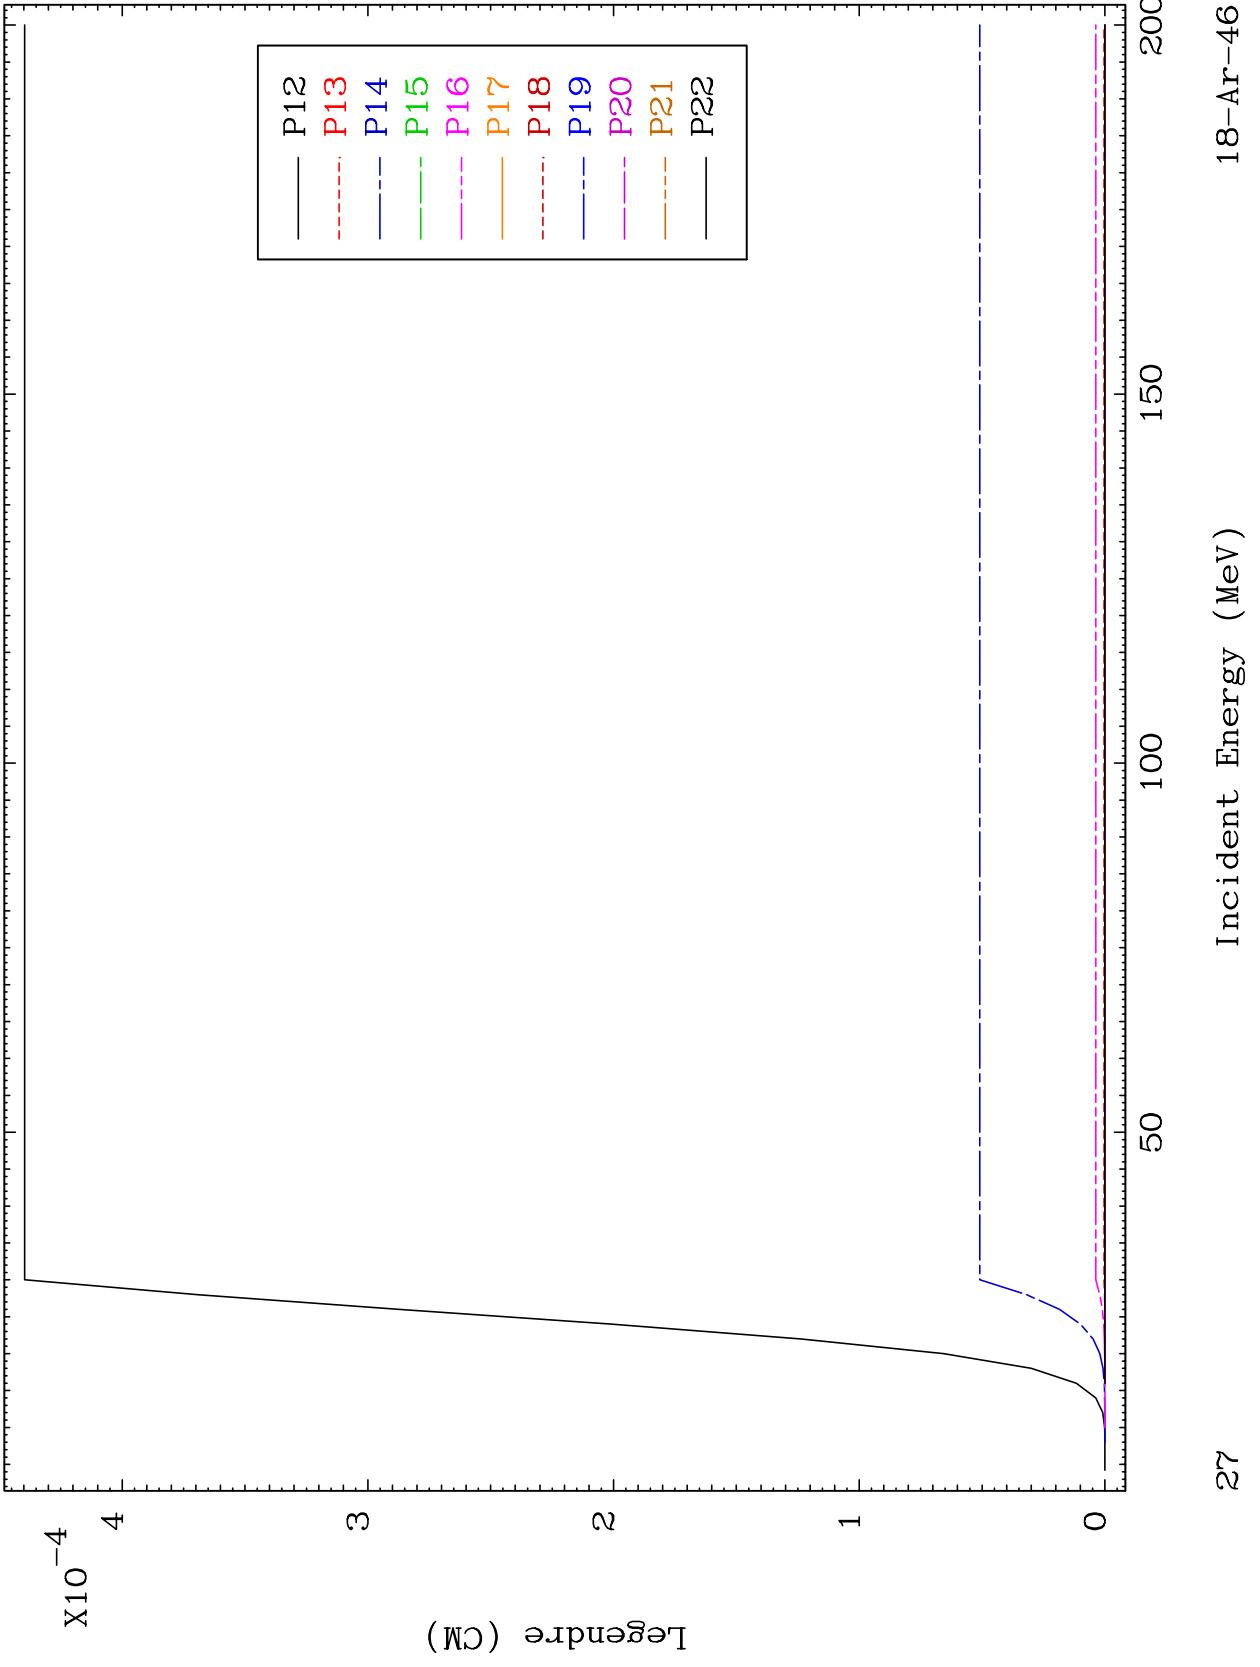 X10-4
4
3
2
1
0
Legendre (CM)
P12
P13
P14
P15
P16
P17
P18
P19
P20
P21
P22
50
100
150
200
Incident Energy (MeV)
27
18-Ar-46